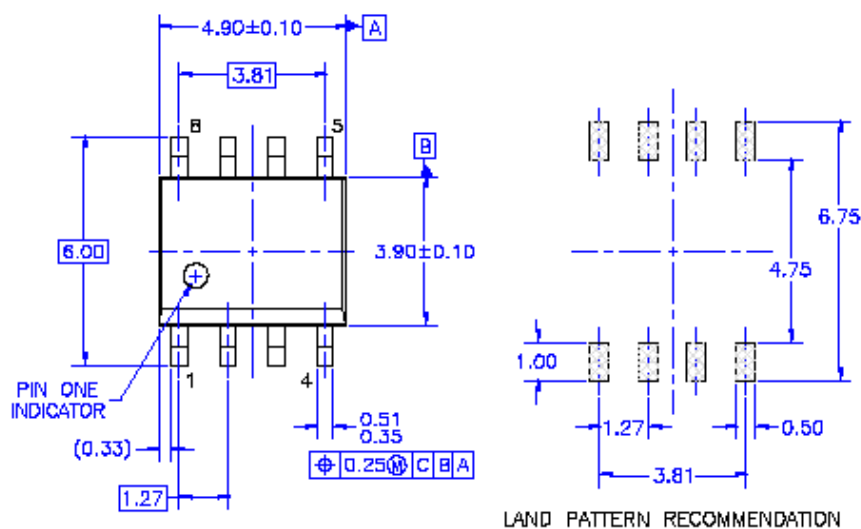 4.90±0.10 A
3.81
8 5
B
6.00
3.90±0.10
6.75
4.75
1.00
PIN ONE
INDICATOR
1 4
(0.33)
0.51
0.35
⌖ 0.25Ⓜ C B A
1.27
1.27
0.50
3.81
LAND PATTERN RECOMMENDATION